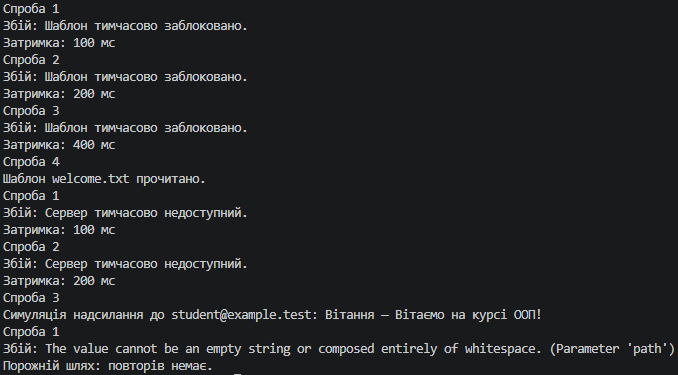 Спроба 1
Збій: Шаблон тимчасово заблоковано.
Затримка: 100 мс
Спроба 2
Збій: Шаблон тимчасово заблоковано.
Затримка: 200 мс
Спроба 3
Збій: Шаблон тимчасово заблоковано.
Затримка: 400 мс
Спроба 4
Шаблон welcome.txt прочитано.
Спроба 1
Збій: Сервер тимчасово недоступний.
Затримка: 100 мс
Спроба 2
Збій: Сервер тимчасово недоступний.
Затримка: 200 мс
Спроба 3
Симуляція надсилання до student@example.test: Вітання — Вітаємо на курсі ООП!
Спроба 1
Збій: The value cannot be an empty string or composed entirely of whitespace. (Parameter 'path')
Порожній шлях: повторів немає.